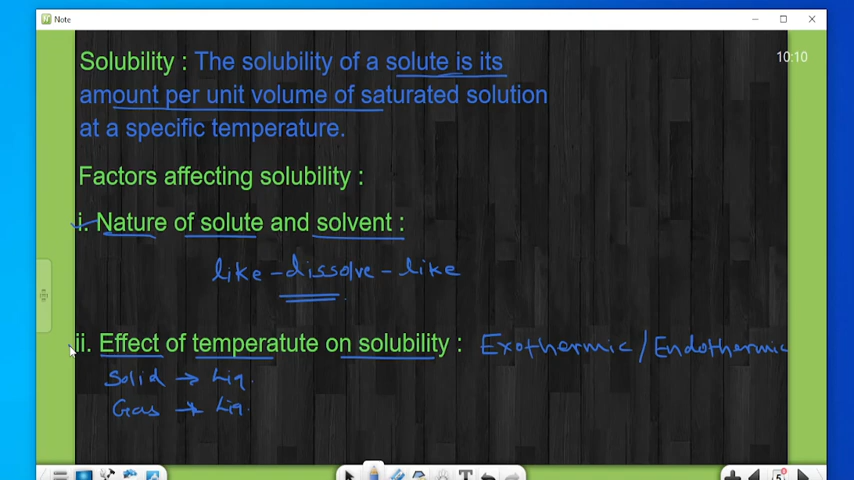 Note
10:10
Solubility : The solubility of a solute is its
amount per unit volume of saturated solution
at a specific temperature.
Factors affecting solubility :
i. Nature of solute and solvent :
like - dissolve - like
ii. Effect of temperatute on solubility : Exothermic / Endothermic
Solid → Liq.
Gas → Liq.
T
5